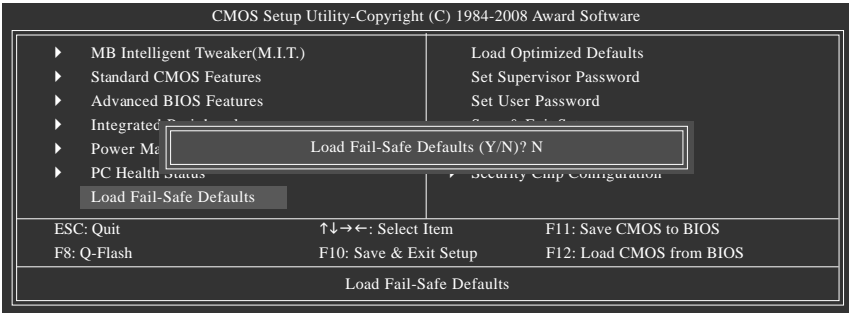 CMOS Setup Utility-Copyright (C) 1984-2008 Award Software
MB Intelligent Tweaker(M.I.T.)
Standard CMOS Features
Advanced BIOS Features
Integrated
Power
PC Health Status
Load Fail-Safe Defaults
Load Optimized Defaults
Set Supervisor Password
Set User Password
Security Chip Configuration
Load Fail-Safe Defaults (Y/N)? N
ESC: Quit
↑↓→←: Select Item
F11: Save CMOS to BIOS
F8: Q-Flash
F10: Save & Exit Setup
F12: Load CMOS from BIOS
Load Fail-Safe Defaults